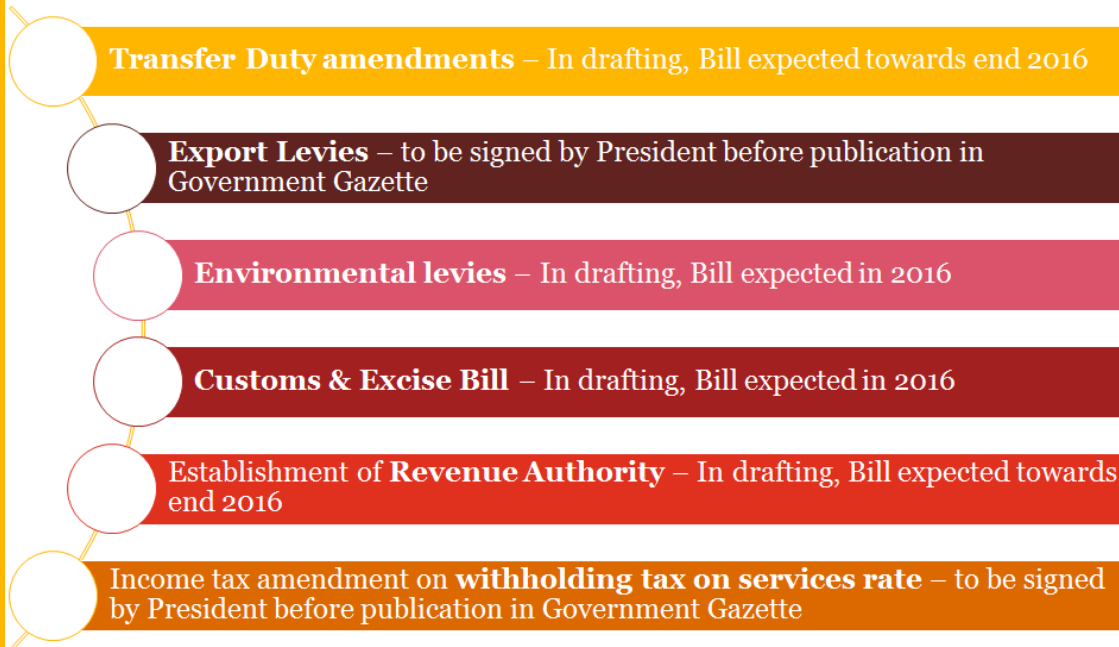 Transfer Duty amendments – In drafting, Bill expected towards end 2016
Export Levies – to be signed by President before publication in
Government Gazette
Environmental levies – In drafting, Bill expected in 2016
Customs & Excise Bill – In drafting, Bill expected in 2016
Establishment of Revenue Authority – In drafting, Bill expected towards
end 2016
Income tax amendment on withholding tax on services rate – to be signed
by President before publication in Government Gazette